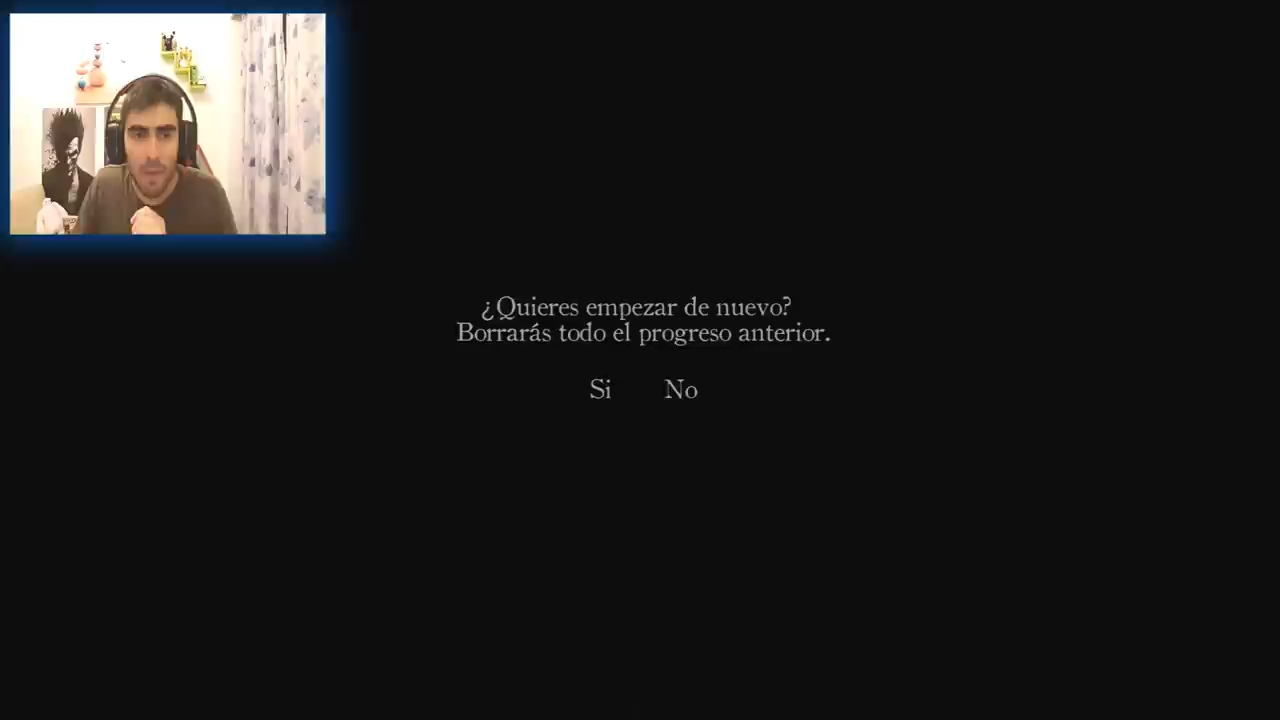 ¿Quieres empezar de nuevo?
Borrarás todo el progreso anterior.
Si No